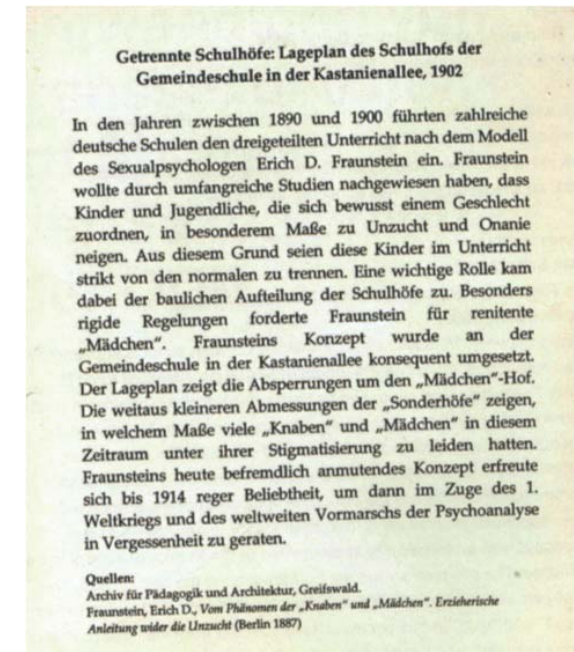 Getrennte Schulhöfe: Lageplan des Schulhofs der
Gemeindeschule in der Kastanienallee, 1902
In den Jahren zwischen 1890 und 1900 führten zahlreiche
deutsche Schulen den dreigeteilten Unterricht nach dem Modell
des Sexualpsychologen Erich D. Fraunstein ein. Fraunstein
wollte durch umfangreiche Studien nachgewiesen haben, dass
Kinder und Jugendliche, die sich bewusst einem Geschlecht
zuordnen, in besonderem Maße zu Unzucht und Onanie
neigen. Aus diesem Grund seien diese Kinder im Unterricht
strikt von den normalen zu trennen. Eine wichtige Rolle kam
dabei der baulichen Aufteilung der Schulhöfe zu. Besonders
rigide Regelungen forderte Fraunstein für renitente
„Mädchen“. Fraunsteins Konzept wurde an der
Gemeindeschule in der Kastanienallee konsequent umgesetzt.
Der Lageplan zeigt die Absperrungen um den „Mädchen“-Hof.
Die weitaus kleineren Abmessungen der „Sonderhöfe“ zeigen,
in welchem Maße viele „Knaben“ und „Mädchen“ in diesem
Zeitraum unter ihrer Stigmatisierung zu leiden hatten.
Fraunsteins heute befremdlich anmutendes Konzept erfreute
sich bis 1914 reger Beliebtheit, um dann im Zuge des 1.
Weltkriegs und des weltweiten Vormarschs der Psychoanalyse
in Vergessenheit zu geraten.
Quellen:
Archiv für Pädagogik und Architektur, Greifswald.
Fraunstein, Erich D., Vom Phänomen der „Knaben“ und „Mädchen“. Erzieherische
Anleitung wider die Unzucht (Berlin 1887)